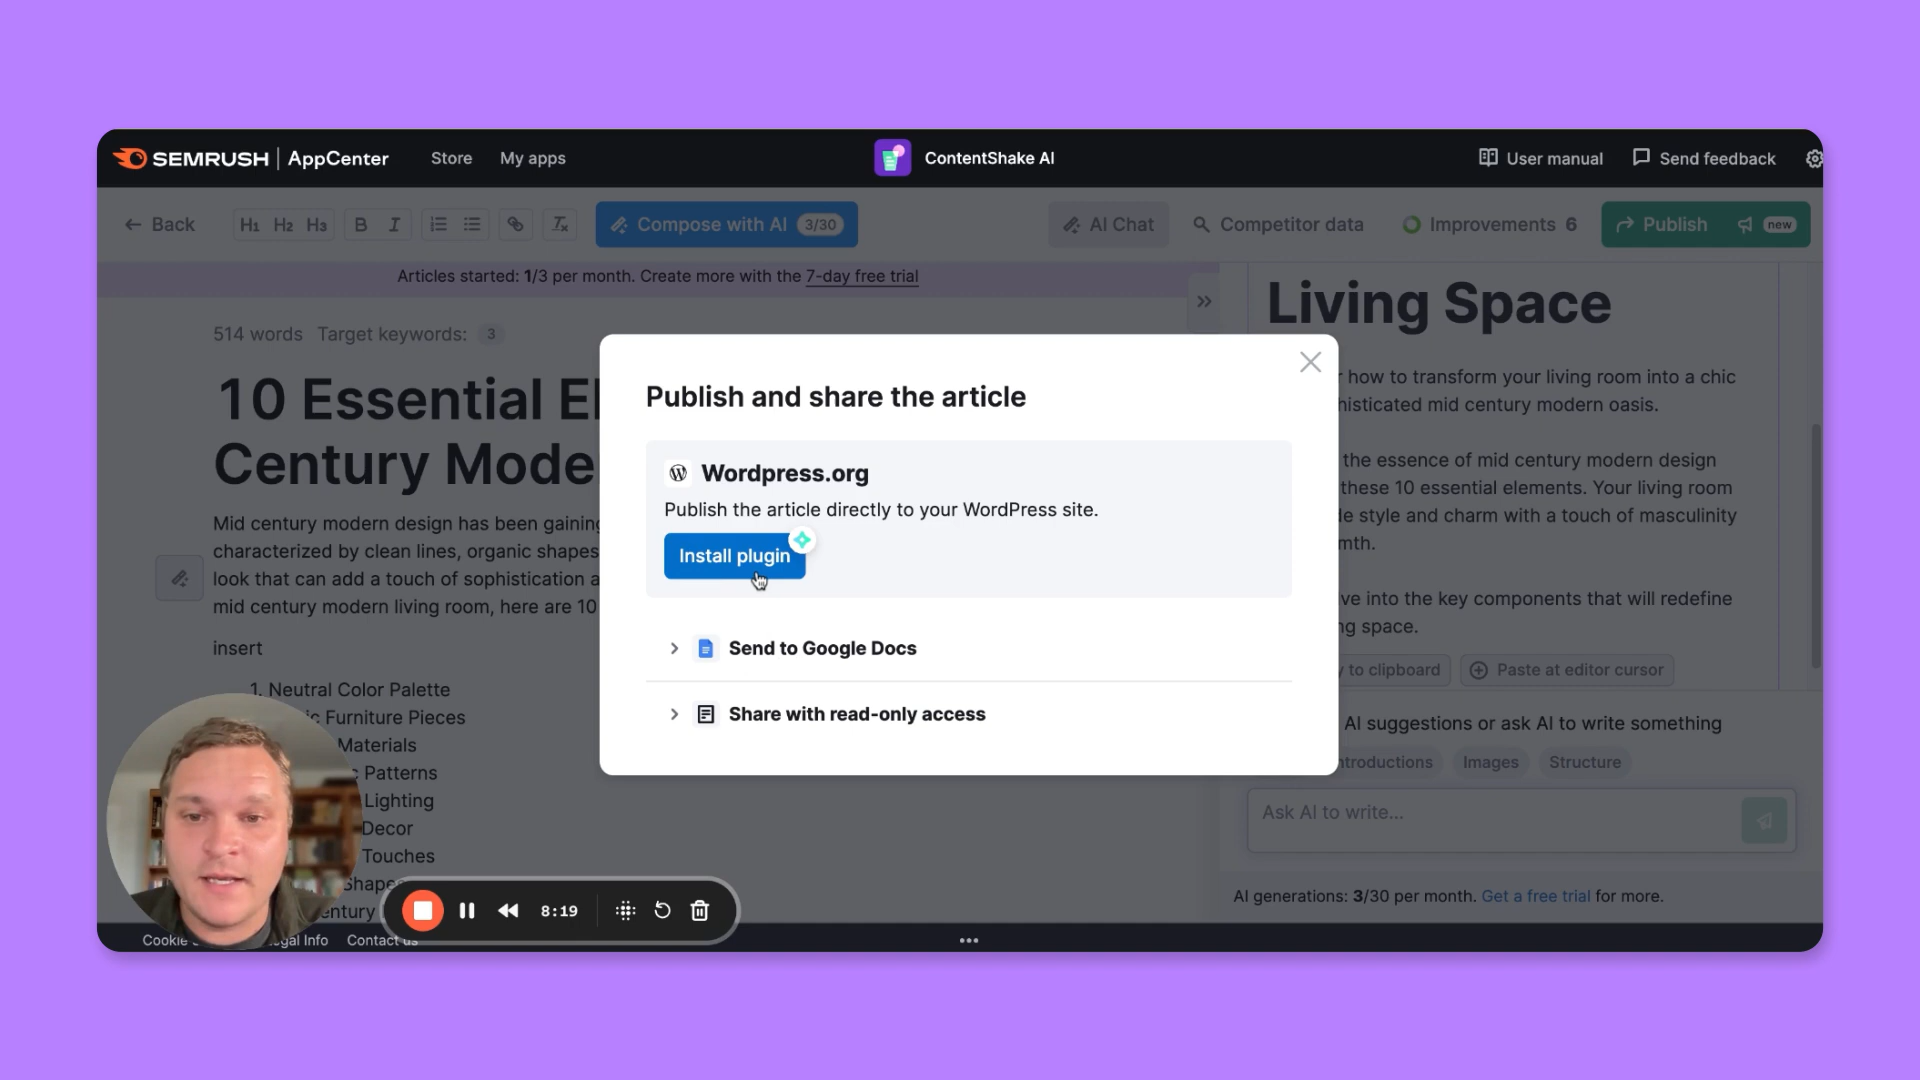 SEMRUSH AppCenter Store My apps ContentShake AI User manual Send feedback
Back H1 H2 H3 B I Compose with AI 3/30 AI Chat Competitor data Improvements 6 Publish new
Articles started: 1/3 per month. Create more with the 7-day free trial
514 words Target keywords: 3
10 Essential El
Century Mode
Mid century modern design has been gaining
characterized by clean lines, organic shapes
look that can add a touch of sophistication a
mid century modern living room, here are 10
insert
1. Neutral Color Palette
c Furniture Pieces
Materials
c Patterns
Lighting
Decor
Touches
Shapes
entury
Publish and share the article
Wordpress.org
Publish the article directly to your WordPress site.
Install plugin
Send to Google Docs
Share with read-only access
Living Space
how to transform your living room into a chic
histicated mid century modern oasis.
the essence of mid century modern design
these 10 essential elements. Your living room
le style and charm with a touch of masculinity
mth.
ve into the key components that will redefine
ng space.
to clipboard Paste at editor cursor
AI suggestions or ask AI to write something
ntroductions Images Structure
Ask AI to write...
AI generations: 3/30 per month. Get a free trial for more.
8:19
Cookie egal Info Contact us